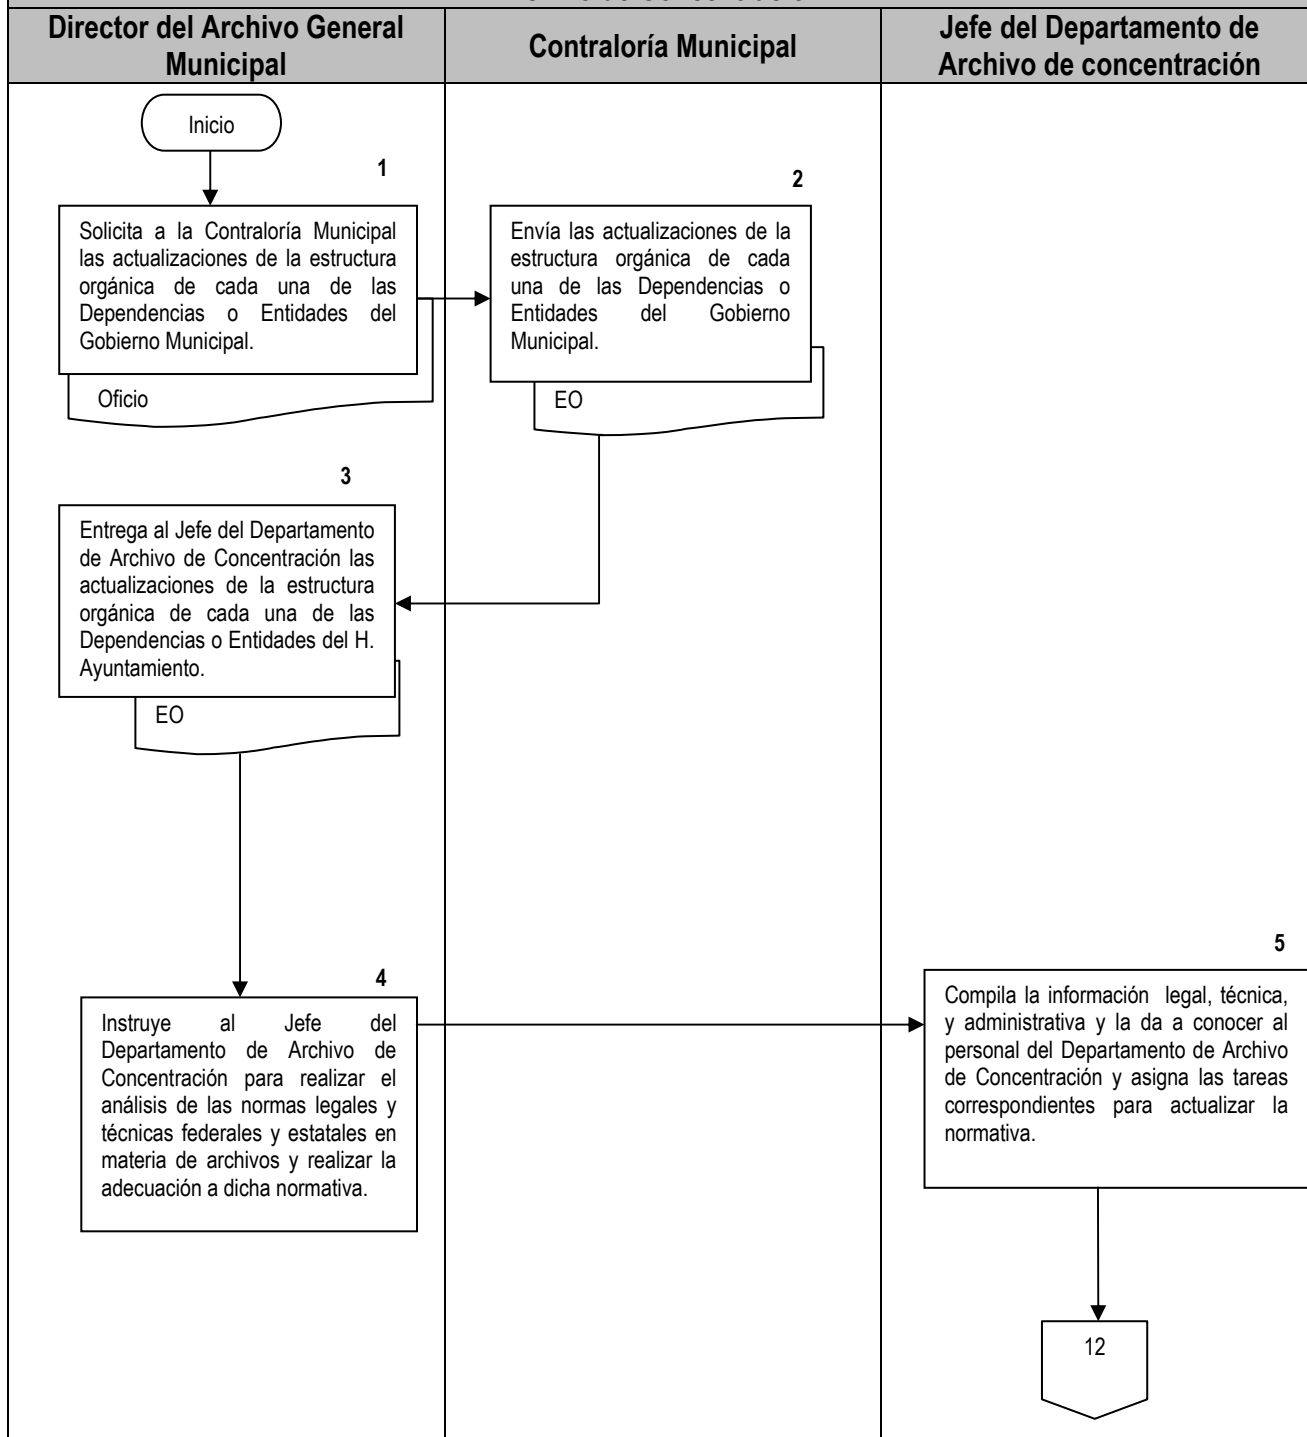 Director del Archivo General
Municipal
Contraloría Municipal
Jefe del Departamento de
Archivo de concentración
Inicio
1
Solicita a la Contraloría Municipal
las actualizaciones de la estructura
orgánica de cada una de las
Dependencias o Entidades del
Gobierno Municipal.
Oficio
2
Envía las actualizaciones de la
estructura orgánica de cada
una de las Dependencias o
Entidades del Gobierno
Municipal.
EO
3
Entrega al Jefe del Departamento
de Archivo de Concentración las
actualizaciones de la estructura
orgánica de cada una de las
Dependencias o Entidades del H.
Ayuntamiento.
EO
4
Instruye al Jefe del
Departamento de Archivo de
Concentración para realizar el
análisis de las normas legales y
técnicas federales y estatales en
materia de archivos y realizar la
adecuación a dicha normativa.
5
Compila la información legal, técnica,
y administrativa y la da a conocer al
personal del Departamento de Archivo
de Concentración y asigna las tareas
correspondientes para actualizar la
normativa.
12